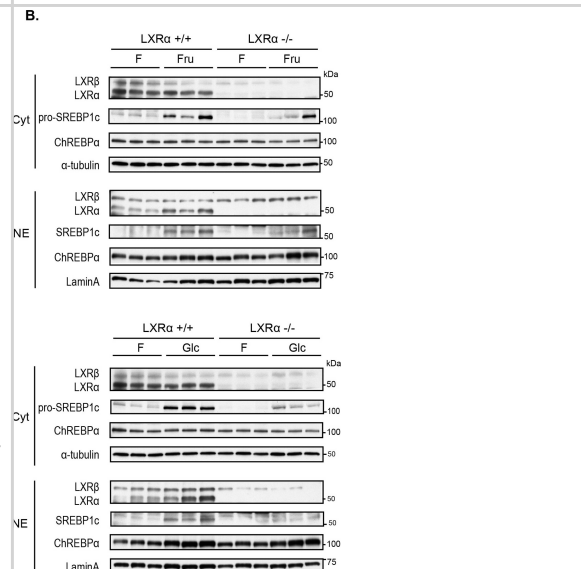 B.
LXRα +/+ LXRα -/-
F Fru F Fru
kDa
Cyt
LXRβ
LXRα -50
pro-SREBP1c -100
ChREBPα -100
α-tubulin -50
NE
LXRβ
LXRα -50
SREBP1c -50
ChREBPα -100
LaminA -75
LXRα +/+ LXRα -/-
F Glc F Glc
kDa
Cyt
LXRβ
LXRα -50
pro-SREBP1c -100
ChREBPα -100
α-tubulin -50
NE
LXRβ
LXRα -50
SREBP1c -50
ChREBPα -100
LaminA -75